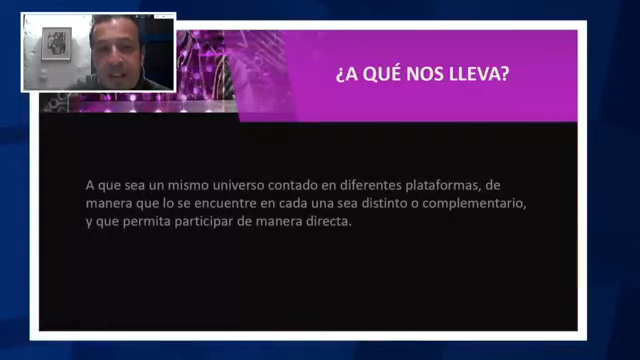 ¿A QUÉ NOS LLEVA?
A que sea un mismo universo contado en diferentes plataformas, de
manera que lo se encuentre en cada una sea distinto o complementario,
y que permita participar de manera directa.